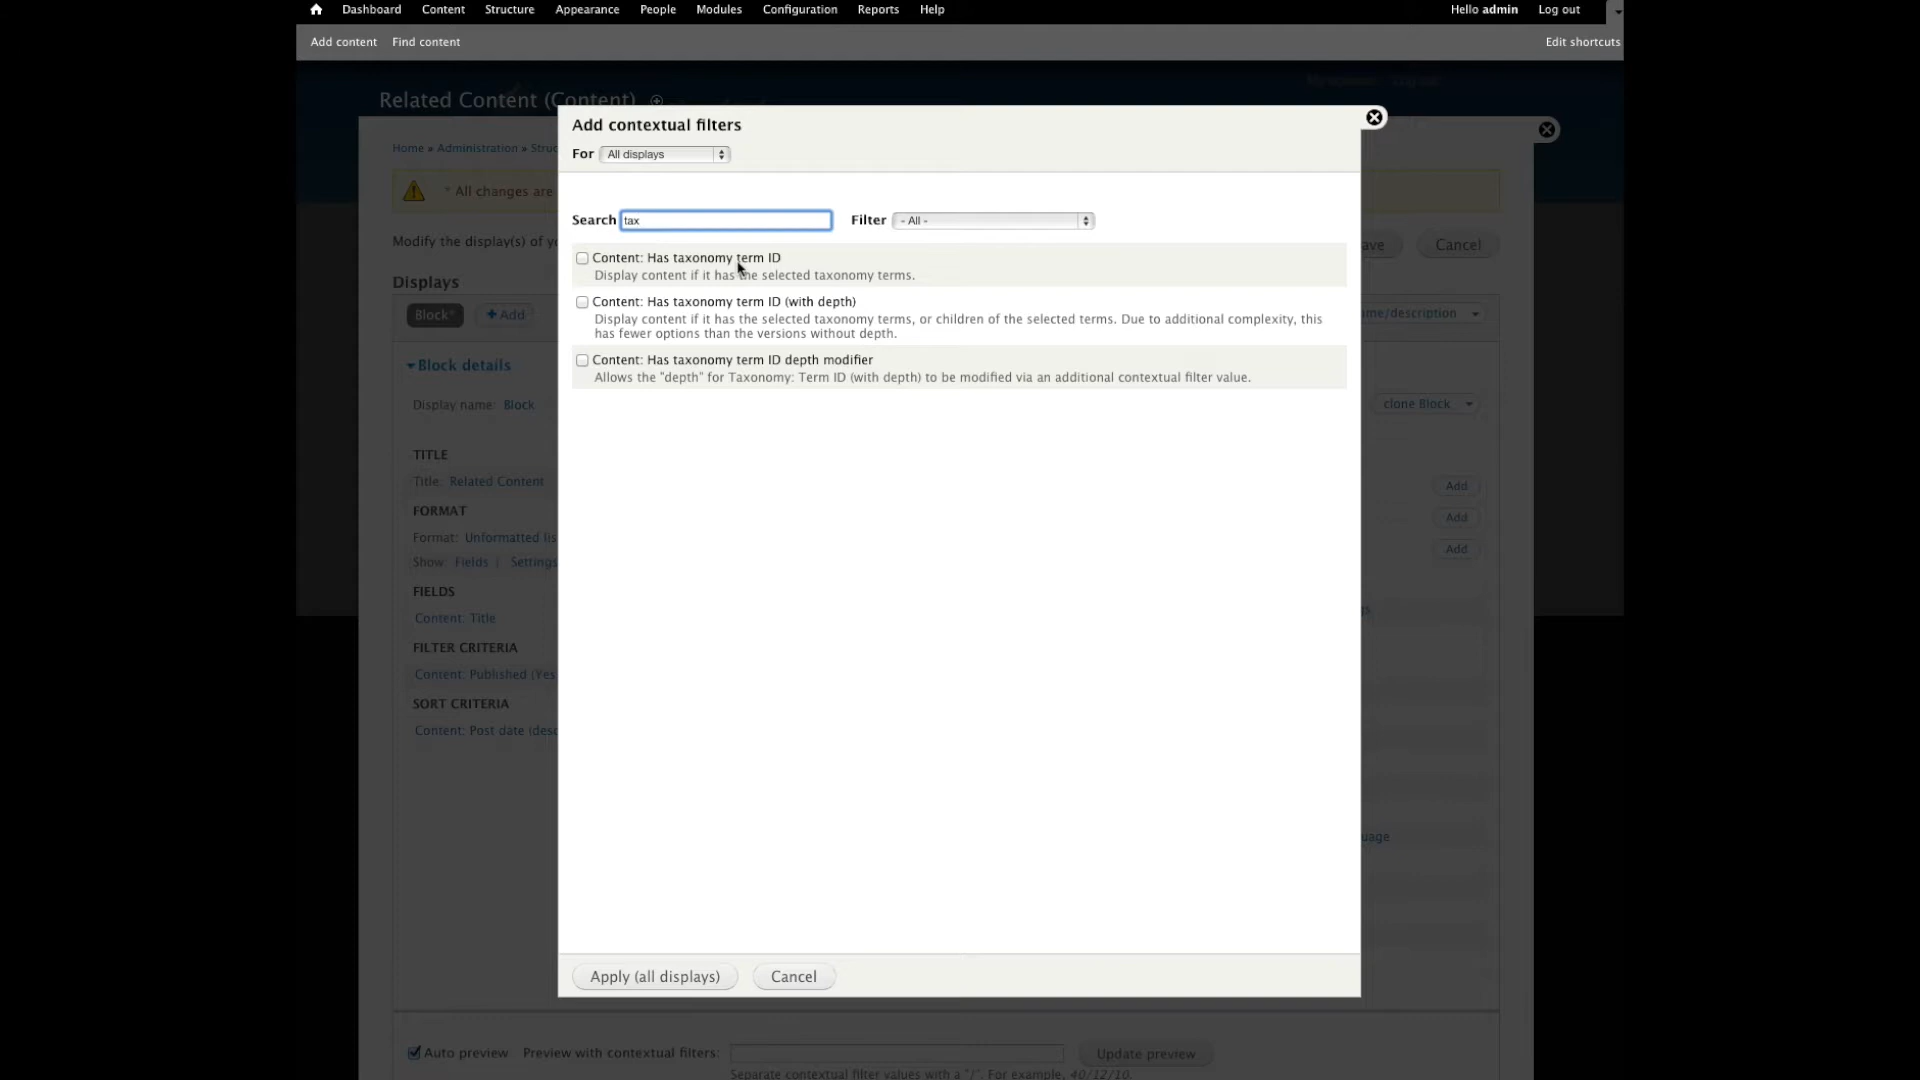 Dashboard Content Structure Appearance People Modules Configuration Reports Help Hello admin Log out
Add content Find content Edit shortcuts
Related Content (Content)
Add contextual filters
For All displays
Home » Administration » Struc
* All changes are
Search tax Filter - All -
Modify the display(s) of yo
ave Cancel
Content: Has taxonomy term ID
Display content if it has the selected taxonomy terms.
Displays
Content: Has taxonomy term ID (with depth)
Display content if it has the selected taxonomy terms, or children of the selected terms. Due to additional complexity, this
has fewer options than the versions without depth.
Block* Add
me/description
Content: Has taxonomy term ID depth modifier
Allows the "depth" for Taxonomy: Term ID (with depth) to be modified via an additional contextual filter value.
Block details
Display name: Block
clone Block
TITLE
Title: Related Content
Add
FORMAT
Add
Format: Unformatted lis
Add
Show: Fields | Settings
FIELDS
Content: Title
FILTER CRITERIA
Content: Published (Yes
SORT CRITERIA
Content: Post date (desc
uage
Apply (all displays) Cancel
Auto preview Preview with contextual filters: Update preview
Separate contextual filter values with a "/". For example, 40/12/10.